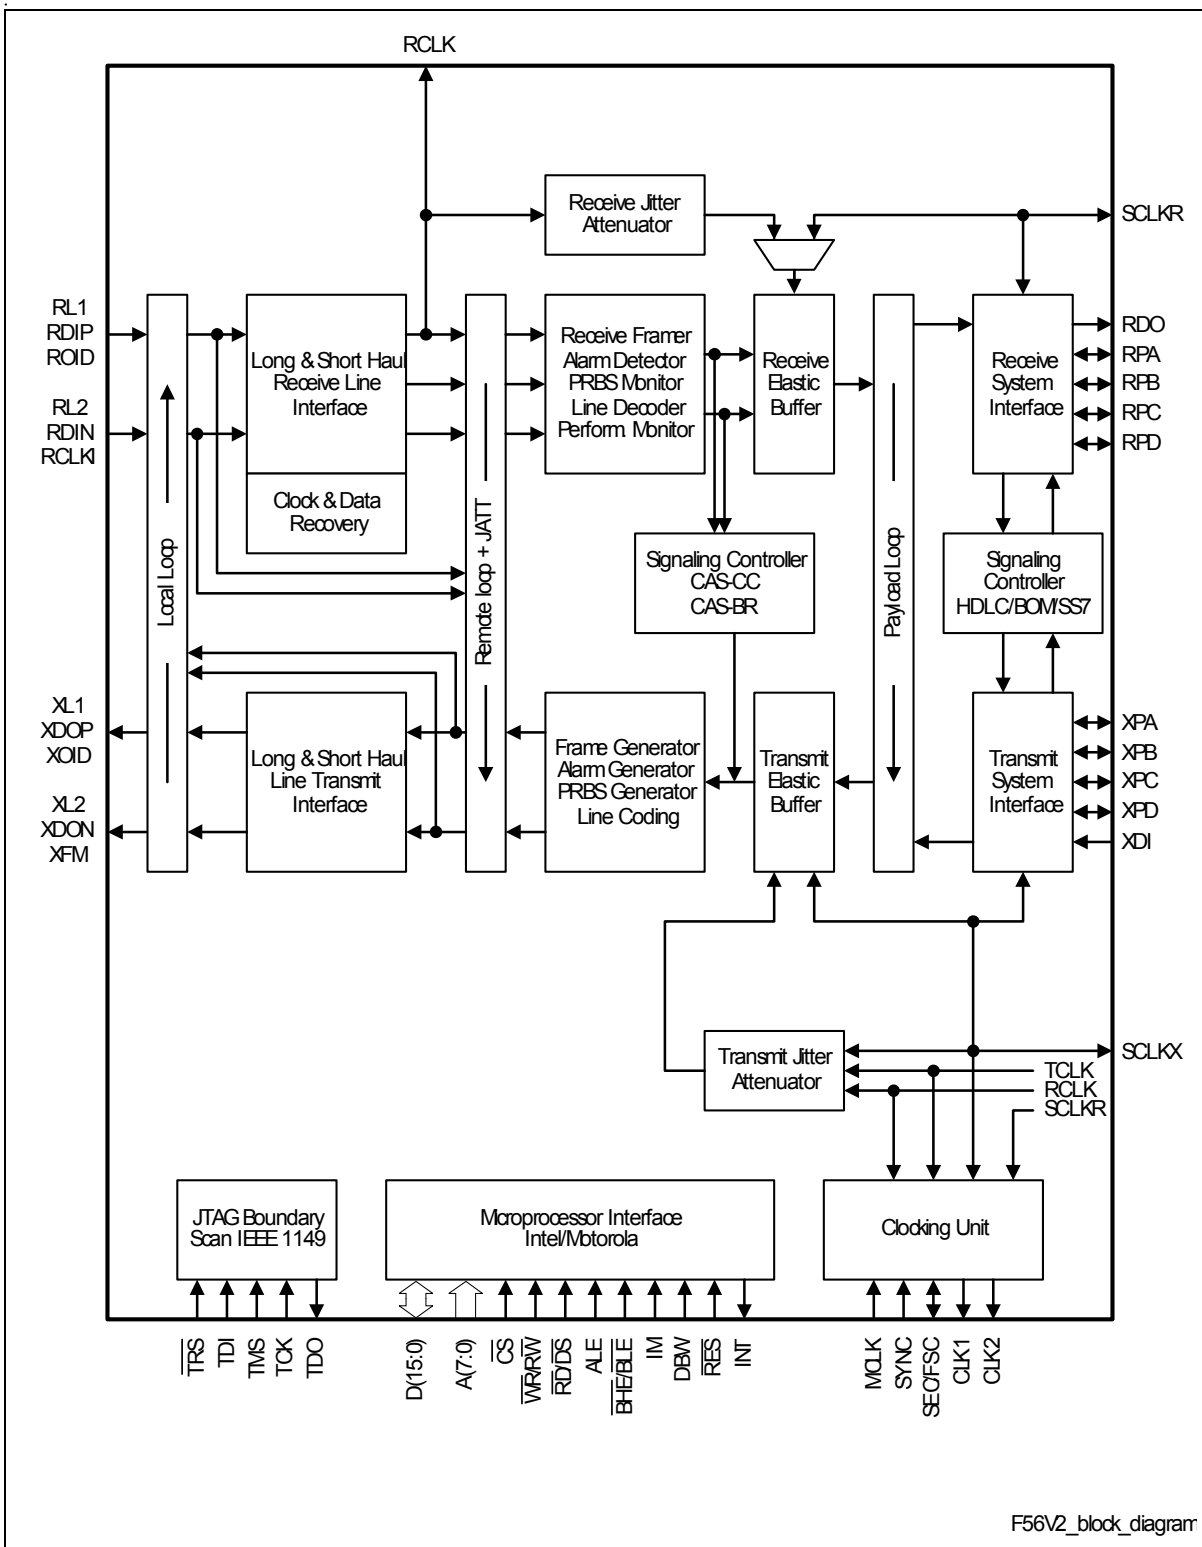 RCLK
Receive Jitter
Attenuator
SCLKR
RL1
RDIP
ROID
RL2
RDIN
RCLKI
Local Loop
Long & Short Haul
Receive Line
Interface
Clock & Data
Recovery
Remote loop + JATT
Receive Framer
Alarm Detector
PRBS Monitor
Line Decoder
Perform. Monitor
Receive
Elastic
Buffer
Payload Loop
Receive
System
Interface
RDO
RPA
RPB
RPC
RPD
Signaling Controller
CAS-CC
CAS-BR
Signaling
Controller
HDLC/BOM/SS7
XL1
XDOP
XOID
XL2
XDON
XFM
Long & Short Haul
Line Transmit
Interface
Frame Generator
Alarm Generator
PRBS Generator
Line Coding
Transmit
Elastic
Buffer
Transmit
System
Interface
XPA
XPB
XPC
XPD
XDI
Transmit Jitter
Attenuator
SCLKX
TCLK
RCLK
SCLKR
JTAG Boundary
Scan IEEE 1149
Microprocessor Interface
Intel/Motorola
Clocking Unit
TRS
TDI
TMS
TCK
TDO
D(15:0)
A(7:0)
CS
WR/RW
RD/DS
ALE
BHE/BLE
IM
DBW
RES
INT
MCLK
SYNC
SEC/FSC
CLK1
CLK2
F56V2_block_diagram